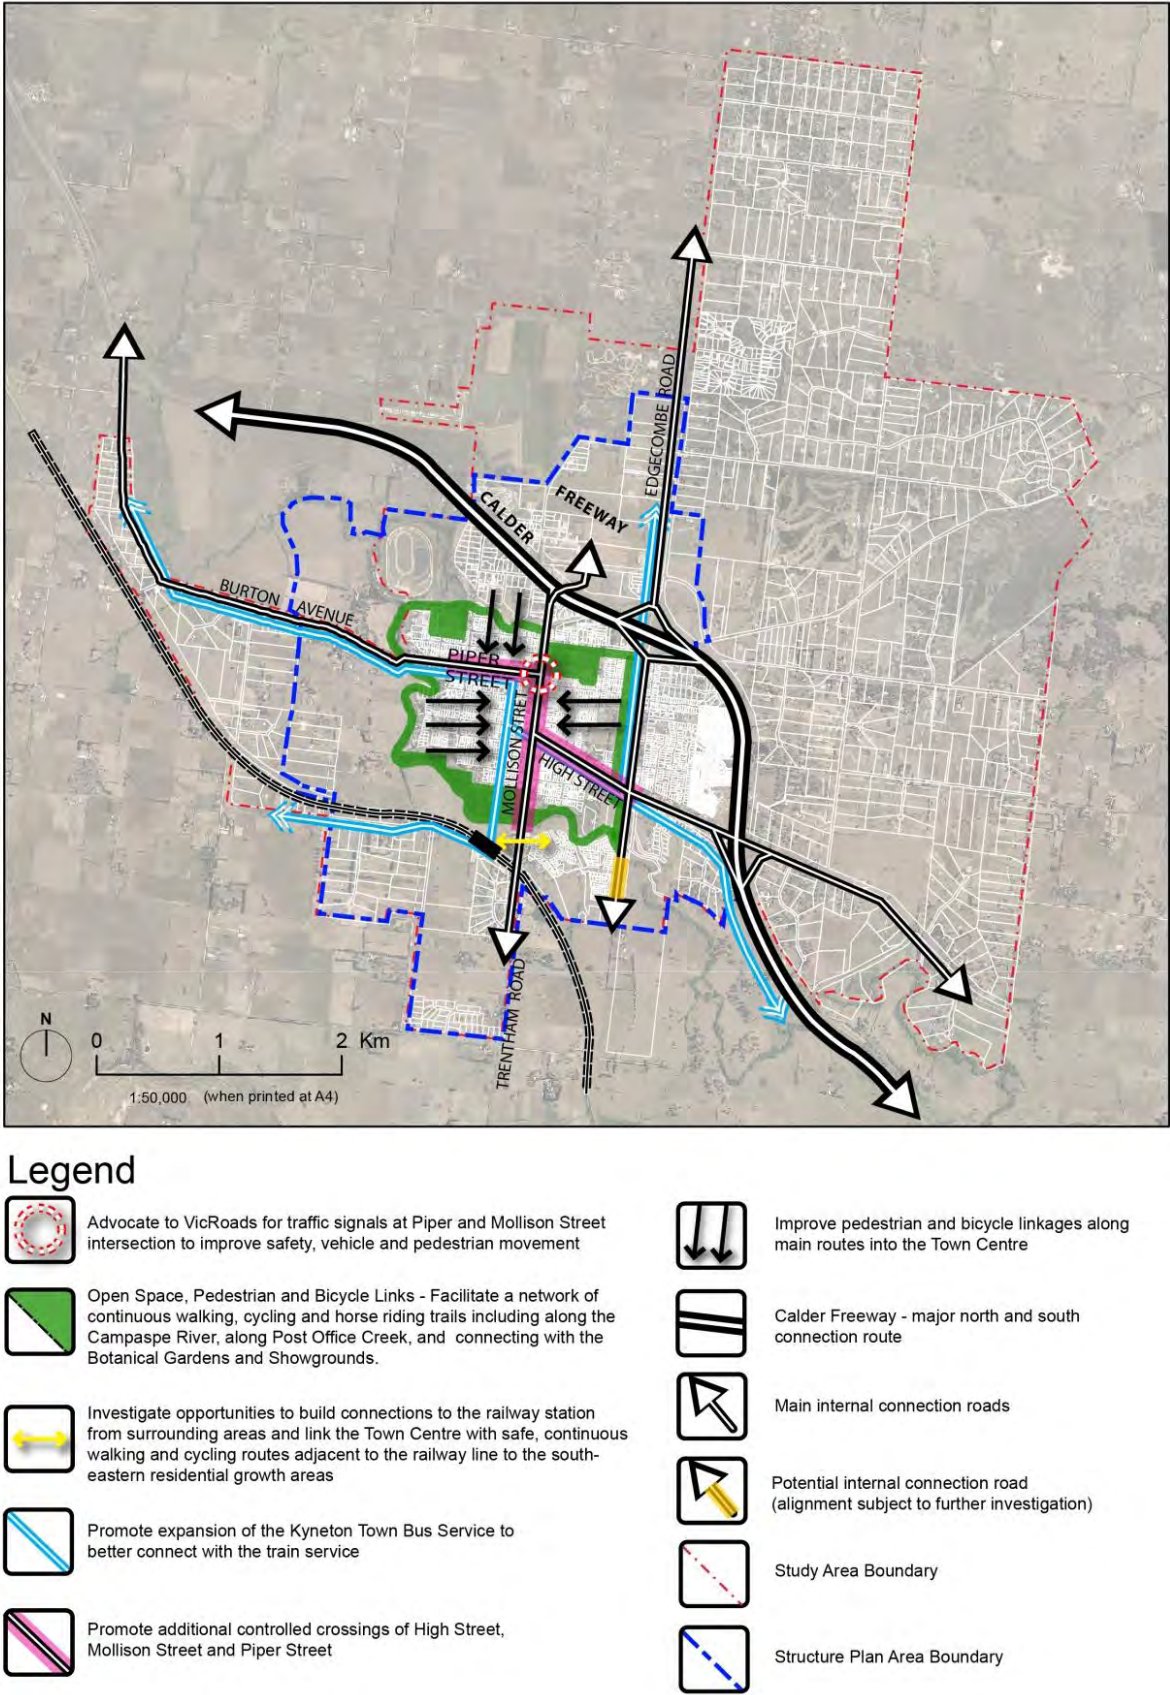 EDGECOMBE ROAD
CALDER
FREEWAY
BURTON AVENUE
PIPER
STREET
MOLLISON STRET
HIGH STREET
TRENTHAM ROAD
N
0 1 2 Km
1:50,000 (when printed at A4)
Legend
Advocate to VicRoads for traffic signals at Piper and Mollison Street
intersection to improve safety, vehicle and pedestrian movement
Open Space, Pedestrian and Bicycle Links - Facilitate a network of
continuous walking, cycling and horse riding trails including along the
Campaspe River, along Post Office Creek, and connecting with the
Botanical Gardens and Showgrounds.
Investigate opportunities to build connections to the railway station
from surrounding areas and link the Town Centre with safe, continuous
walking and cycling routes adjacent to the railway line to the south-
eastern residential growth areas
Promote expansion of the Kyneton Town Bus Service to
better connect with the train service
Promote additional controlled crossings of High Street,
Mollison Street and Piper Street
Improve pedestrian and bicycle linkages along
main routes into the Town Centre
Calder Freeway - major north and south
connection route
Main internal connection roads
Potential internal connection road
(alignment subject to further investigation)
Study Area Boundary
Structure Plan Area Boundary